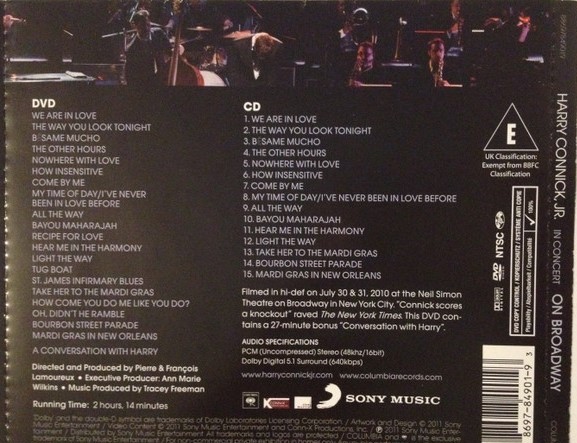 DVD
WE ARE IN LOVE
THE WAY YOU LOOK TONIGHT
BÉSAME MUCHO
THE OTHER HOURS
NOWHERE WITH LOVE
HOW INSENSITIVE
COME BY ME
MY TIME OF DAY/I'VE NEVER
BEEN IN LOVE BEFORE
ALL THE WAY
BAYOU MAHARAJAH
RECIPE FOR LOVE
HEAR ME IN THE HARMONY
LIGHT THE WAY
TUG BOAT
ST. JAMES INFIRMARY BLUES
TAKE HER TO THE MARDI GRAS
HOW COME YOU DO ME LIKE YOU DO?
OH, DIDN'T HE RAMBLE
BOURBON STREET PARADE
MARDI GRAS IN NEW ORLEANS
A CONVERSATION WITH HARRY
Directed and Produced by Pierre & François
Lamoureux • Executive Producer: Ann Marie
Wilkins • Music Produced by Tracey Freeman
Running Time: 2 hours, 14 minutes
CD
1. WE ARE IN LOVE
2. THE WAY YOU LOOK TONIGHT
3. BÉSAME MUCHO
4. THE OTHER HOURS
5. NOWHERE WITH LOVE
6. HOW INSENSITIVE
7. COME BY ME
8. MY TIME OF DAY/I'VE NEVER BEEN IN LOVE BEFORE
9. ALL THE WAY
10. BAYOU MAHARAJAH
11. HEAR ME IN THE HARMONY
12. LIGHT THE WAY
13. TAKE HER TO THE MARDI GRAS
14. BOURBON STREET PARADE
15. MARDI GRAS IN NEW ORLEANS
Filmed in hi-def on July 30 & 31, 2010 at the Neil Simon
Theatre on Broadway in New York City. "Connick scores
a knockout" raved The New York Times. This DVD con-
tains a 27-minute bonus "Conversation with Harry".
AUDIO SPECIFICATIONS
PCM (Uncompressed) Stereo (48khz/16bit)
Dolby Digital 5.1 Surround (640kbps)
www.harryconnickjr.com www.columbiarecords.com
SONY MUSIC
E
UK Classification:
Exempt from BBFC
Classification
DVD
VIDEO
NTSC
DVD COPY CONTROL / KOPIERSCHUTZ / SYSTÈME ANTI COPIE
100%
HARRY CONNICK, JR. IN CONCERT ON BROADWAY
8697-84901-9 3